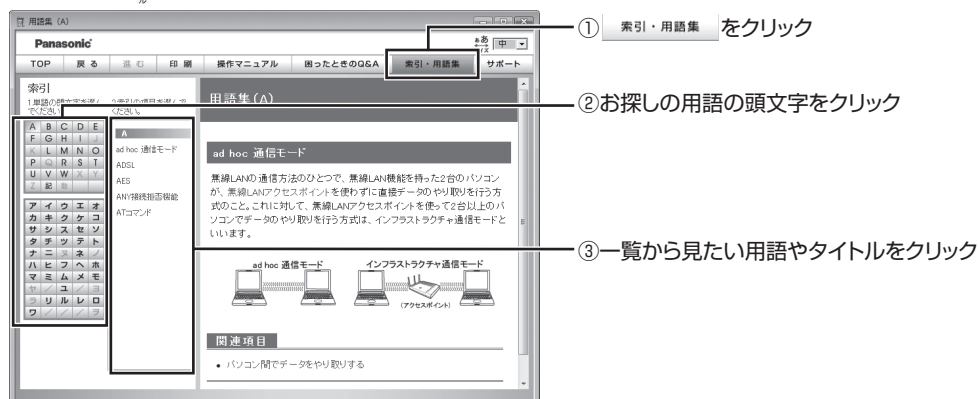 ル
用語集 (A)
Panasonic
中
TOP 戻る 進む 印刷 操作マニュアル 困ったときのQ&A 索引・用語集 サポート
① 索引・用語集 をクリック
索引
用語集(A)
②お探しの用語の頭文字をクリック
A B C D E
F G H I J
K L M N O
P Q R S T
U V W X Y
Z 記 数
ア イ ウ エ オ
カ キ ク ケ コ
サ シ ス セ ソ
タ チ ツ テ ト
ナ ニ ヌ ネ ノ
ハ ヒ フ ヘ ホ
マ ミ ム メ モ
ヤ / ユ / ヨ
ラ リ ル レ ロ
ワ / / / ヲ
A
ad hoc 通信モード
ADSL
AES
ANY接続拒否機能
ATコマンド
ad hoc 通信モード
無線LANの通信方法のひとつで、無線LAN機能を持った2台のパソコン
が、無線LANアクセスポイントを使わずに直接データのやり取りを行う方
式のこと。これに対して、無線LANアクセスポイントを使って2台以上のパ
ソコンでデータのやり取りを行う方式は、インフラストラクチャ通信モードと
いいます。
③一覧から見たい用語やタイトルをクリック
ad hoc 通信モード インフラストラクチャ通信モード
(アクセスポイント)
関連項目
• パソコン間でデータをやり取りする